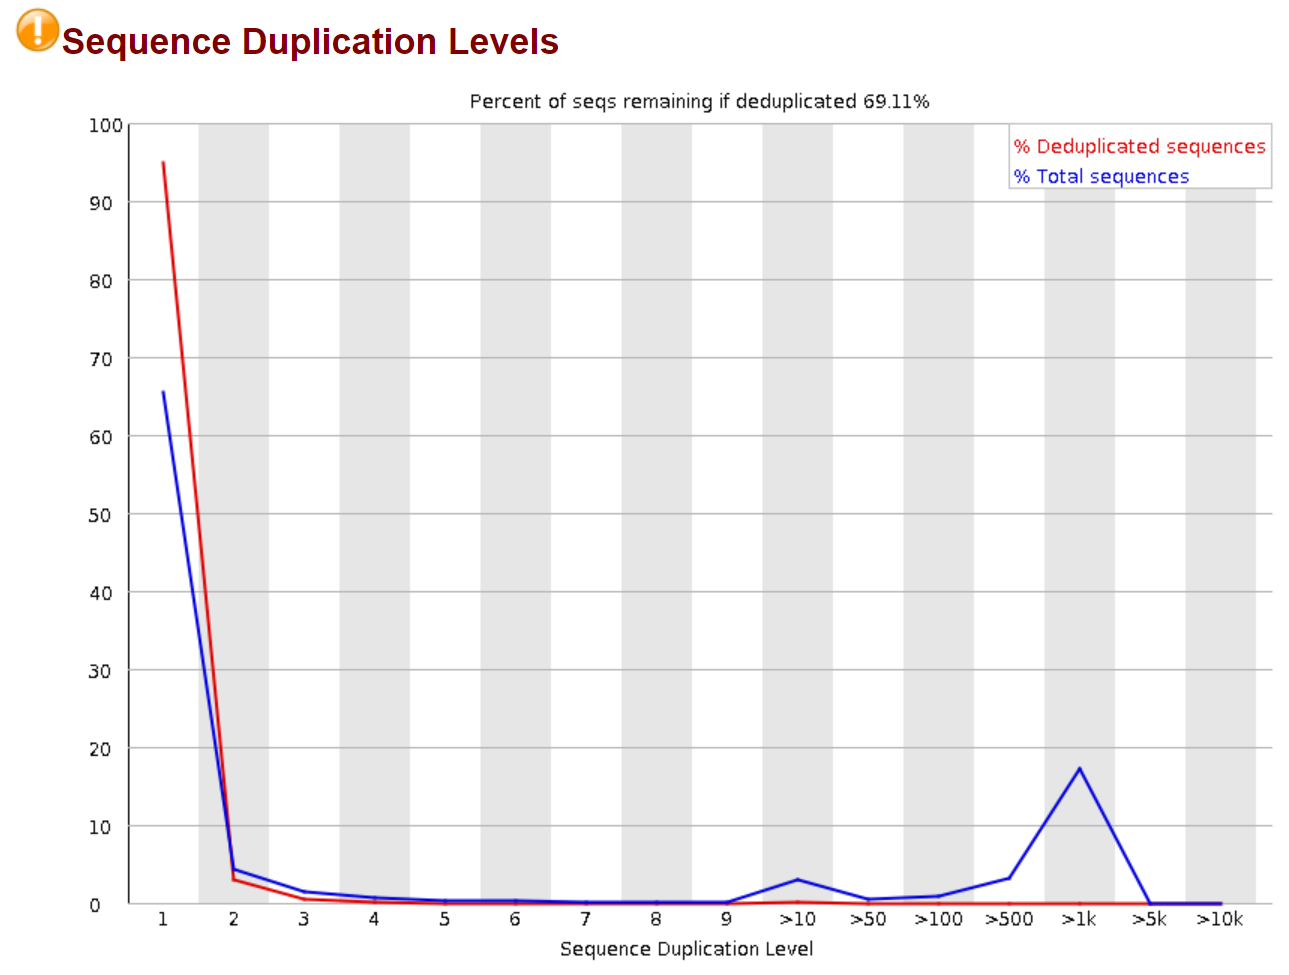 Sequence Duplication Levels
Percent of seqs remaining if deduplicated 69.11%
% Deduplicated sequences
% Total sequences
100
90
80
70
60
50
40
30
20
10
0
1 2 3 4 5 6 7 8 9 >10 >50 >100 >500 >1k >5k >10k
Sequence Duplication Level